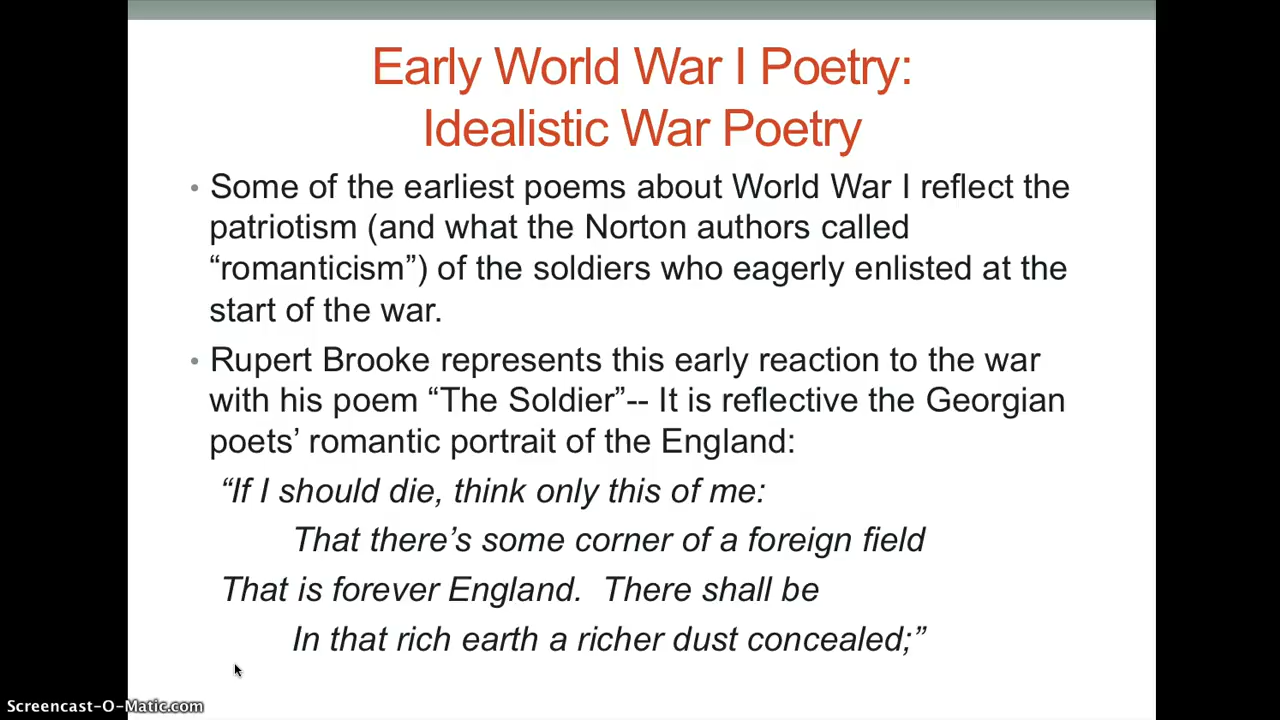 Early World War I Poetry:
Idealistic War Poetry
• Some of the earliest poems about World War I reflect the
patriotism (and what the Norton authors called
“romanticism”) of the soldiers who eagerly enlisted at the
start of the war.
• Rupert Brooke represents this early reaction to the war
with his poem “The Soldier”-- It is reflective the Georgian
poets’ romantic portrait of the England:
“If I should die, think only this of me:
That there’s some corner of a foreign field
That is forever England.  There shall be
In that rich earth a richer dust concealed;”
Screencast-O-Matic.com